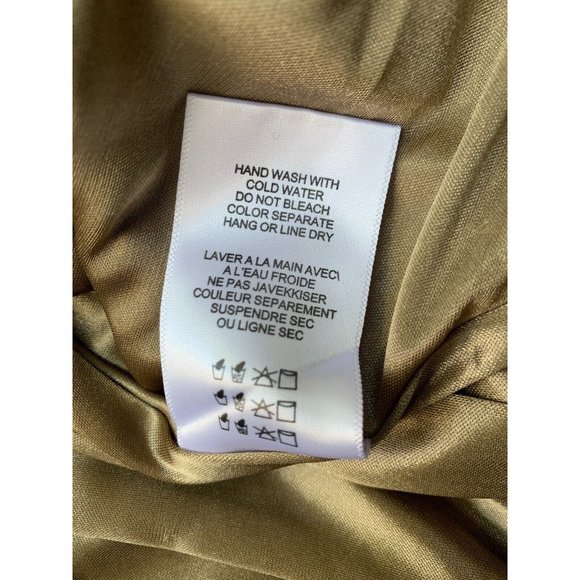 HAND WASH WITH
COLD WATER
DO NOT BLEACH
COLOR SEPARATE
HANG OR LINE DRY
LAVER A LA MAIN AVEC\
A L'EAU FROIDE
NE PAS JAVEKKISER
COULEUR SEPAREMENT
SUSPENDRE SEC
OU LIGNE SEC